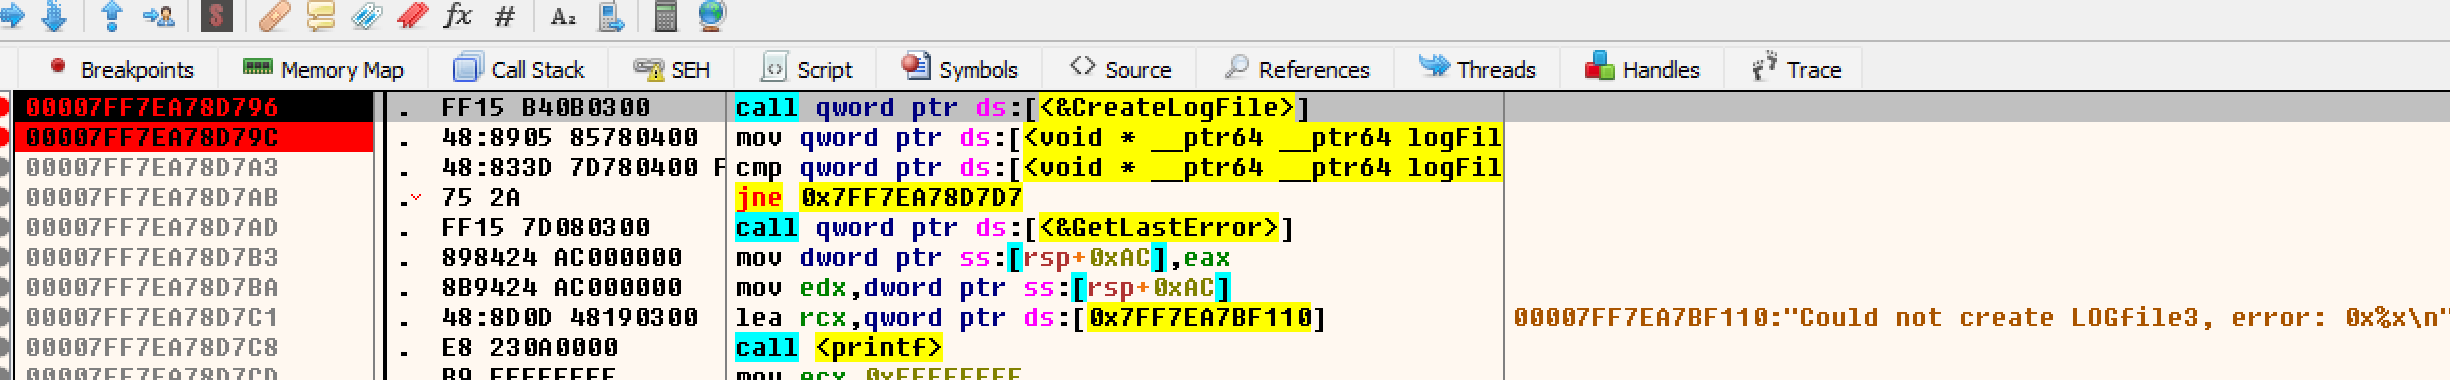 S fx # Az
Breakpoints Memory Map Call Stack SEH Script Symbols <> Source References Threads Handles Trace
00007FF7EA78D796 . FF15 B40B0300 call qword ptr ds:[<&CreateLogFile>]
00007FF7EA78D79C . 48:8905 85780400 mov qword ptr ds:[<void * __ptr64 __ptr64 logFil
00007FF7EA78D7A3 . 48:833D 7D780400 F cmp qword ptr ds:[<void * __ptr64 __ptr64 logFil
00007FF7EA78D7AB . 75 2A jne 0x7FF7EA78D7D7
00007FF7EA78D7AD . FF15 7D080300 call qword ptr ds:[<&GetLastError>]
00007FF7EA78D7B3 . 898424 AC000000 mov dword ptr ss:[rsp+0xAC],eax
00007FF7EA78D7BA . 8B9424 AC000000 mov edx,dword ptr ss:[rsp+0xAC]
00007FF7EA78D7C1 . 48:8D0D 48190300 lea rcx,qword ptr ds:[0x7FF7EA7BF110] 00007FF7EA7BF110:"Could not create LOGfile3, error: 0x%x\n"
00007FF7EA78D7C8 . E8 230A0000 call <printf>
00007FF7EA78D7CD . B9 FFFFFFFF mov ecx,0xFFFFFFFF